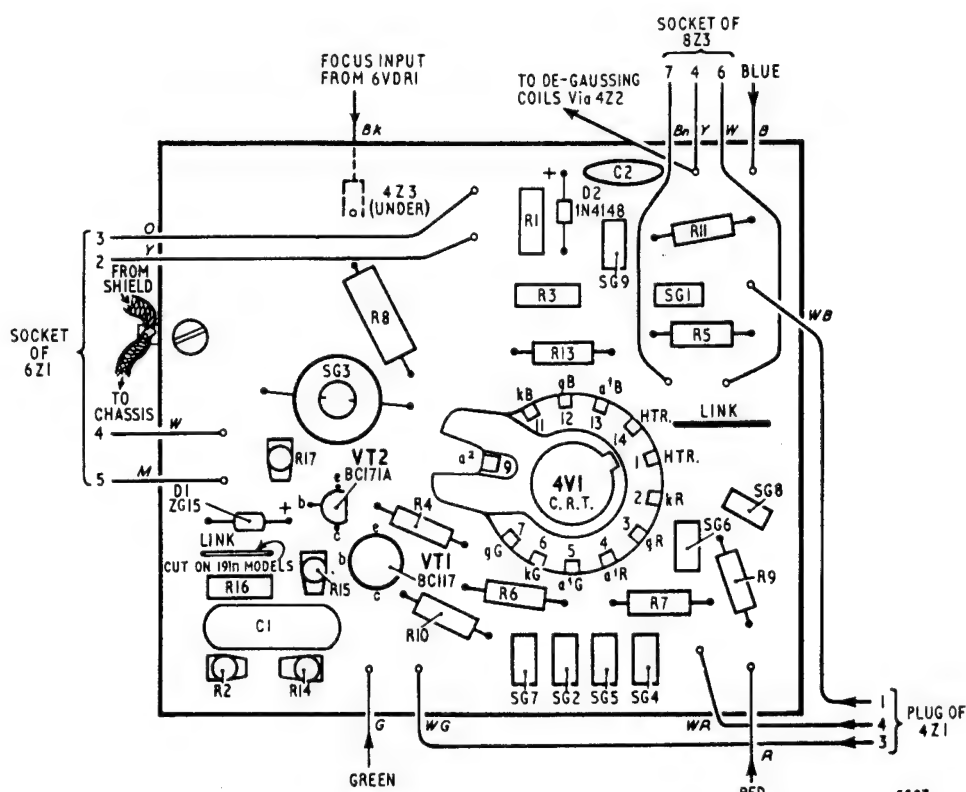 SOCKET OF
8Z3
7 4 6 BLUE
FOCUS INPUT
FROM 6VDR1
TO DE-GAUSSING
COILS Via 4Z2
Bk
Bn Y W B
4Z3
(UNDER)
+
C2
D2
1N4148
R1
R11
SG9
3 O
2 Y
FROM
SHIELD
SOCKET
OF
6Z1
TO
CHASSIS
R8
R3
SG1
WB
R5
R13
SG3
kB gB a¹B
11 12 13 14 HTR.
LINK
4 W
5 M
R17
VT2
BC171A
a² 9
4V1
C.R.T.
1 HTR.
2 kR
3 gR
4 a¹R
5 a¹G
6 kG
7 gG
SG8
SG6
D1
ZG15
+
e
b
c
R4
LINK
CUT ON 19in MODELS
R15
e
b
c
VT1
BC117
R16
R6
R7
R9
R10
C1
R2
R14
SG7 SG2 SG5 SG4
G
WG
WR
R
1
4
3
PLUG OF
4Z1
GREEN